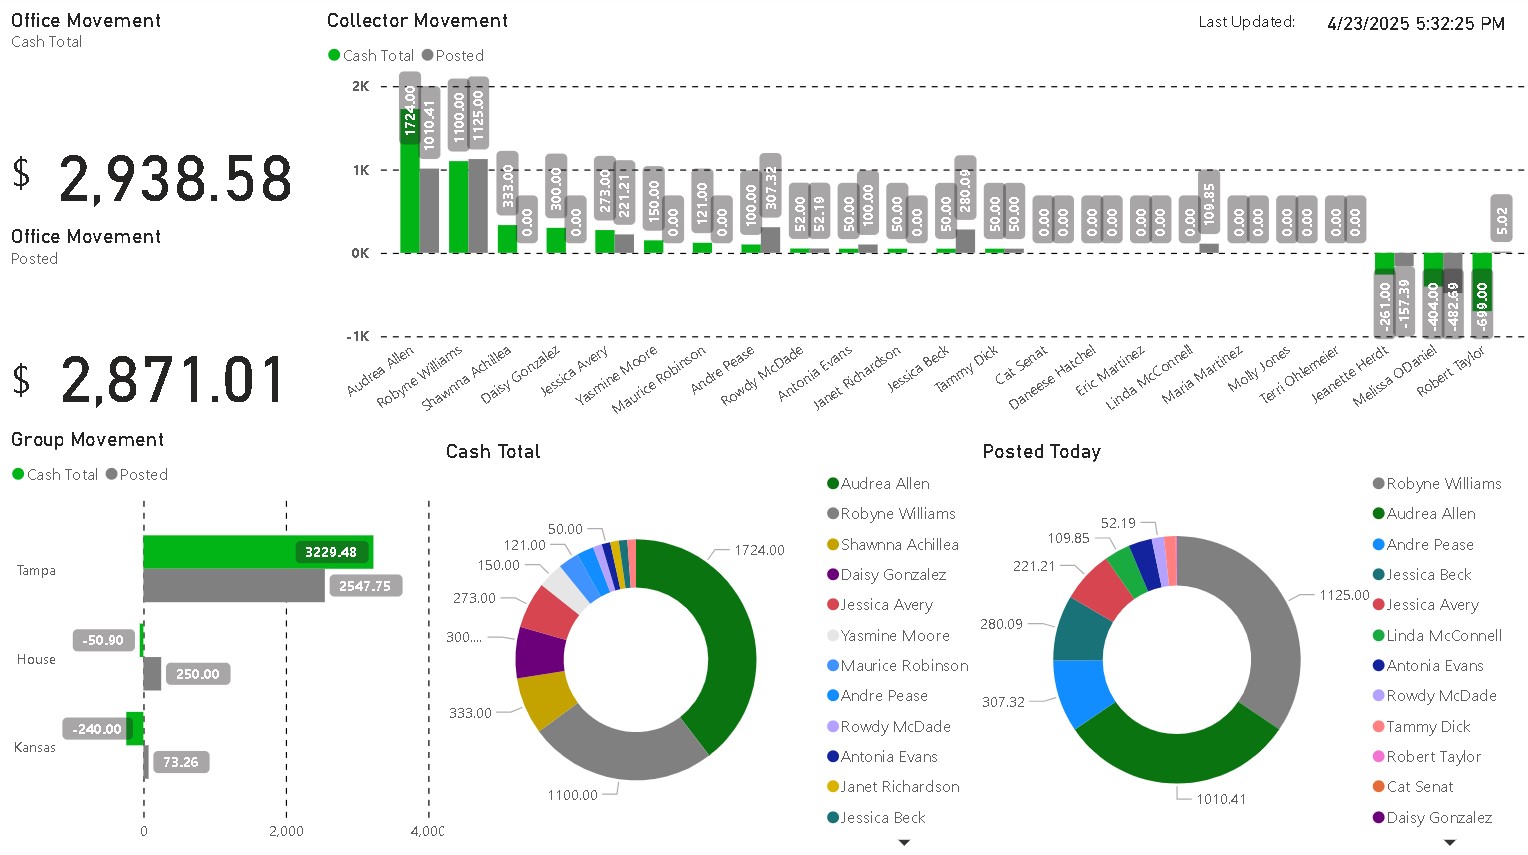 Office Movement
Cash Total
$ 2,938.58
Office Movement
Posted
$ 2,871.01
Collector Movement
Last Updated: 4/23/2025 5:32:25 PM
Cash Total Posted
2K
1K
0K
-1K
1724.00 1010.41 1100.00 1125.00 333.00 0.00 300.00 0.00 273.00 221.21 150.00 0.00 121.00 0.00 100.00 307.32 52.00 52.19 50.00 100.00 50.00 0.00 50.00 280.09 50.00 50.00 0.00 0.00 0.00 0.00 0.00 0.00 0.00 109.85 0.00 0.00 0.00 0.00 0.00 0.00 -261.00 -157.39 -404.00 -482.69 -699.00 5.02
Audrea Allen
Robyne Williams
Shawnna Achillea
Daisy Gonzalez
Jessica Avery
Yasmine Moore
Maurice Robinson
Andre Pease
Rowdy McDade
Antonia Evans
Janet Richardson
Jessica Beck
Tammy Dick
Cat Senat
Daneese Hatchel
Eric Martinez
Linda McConnell
Maria Martinez
Molly Jones
Terri Ohlemeier
Jeanette Herdt
Melissa ODaniel
Robert Taylor
Group Movement
Cash Total Posted
Tampa
3229.48
2547.75
House
-50.90
250.00
Kansas
-240.00
73.26
0 2,000 4,000
Cash Total
1724.00
1100.00
333.00
300....
273.00
150.00
121.00
50.00
Audrea Allen
Robyne Williams
Shawnna Achillea
Daisy Gonzalez
Jessica Avery
Yasmine Moore
Maurice Robinson
Andre Pease
Rowdy McDade
Antonia Evans
Janet Richardson
Jessica Beck
Posted Today
1125.00
1010.41
307.32
280.09
221.21
109.85
52.19
Robyne Williams
Audrea Allen
Andre Pease
Jessica Beck
Jessica Avery
Linda McConnell
Antonia Evans
Rowdy McDade
Tammy Dick
Robert Taylor
Cat Senat
Daisy Gonzalez